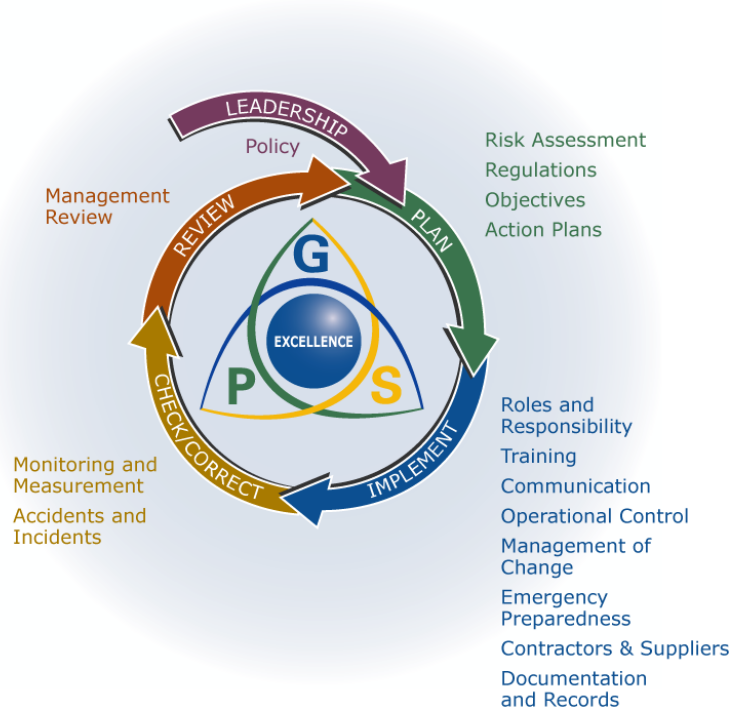 LEADERSHIP
Policy
Risk Assessment
Regulations
Objectives
Action Plans
Management
Review
REVIEW
PLAN
G
EXCELLENCE
P
S
Roles and
Responsibility
Training
Communication
Operational Control
Management of
Change
Emergency
Preparedness
Contractors & Suppliers
Documentation
and Records
IMPLEMENT
CHECK/CORRECT
Monitoring and
Measurement
Accidents and
Incidents